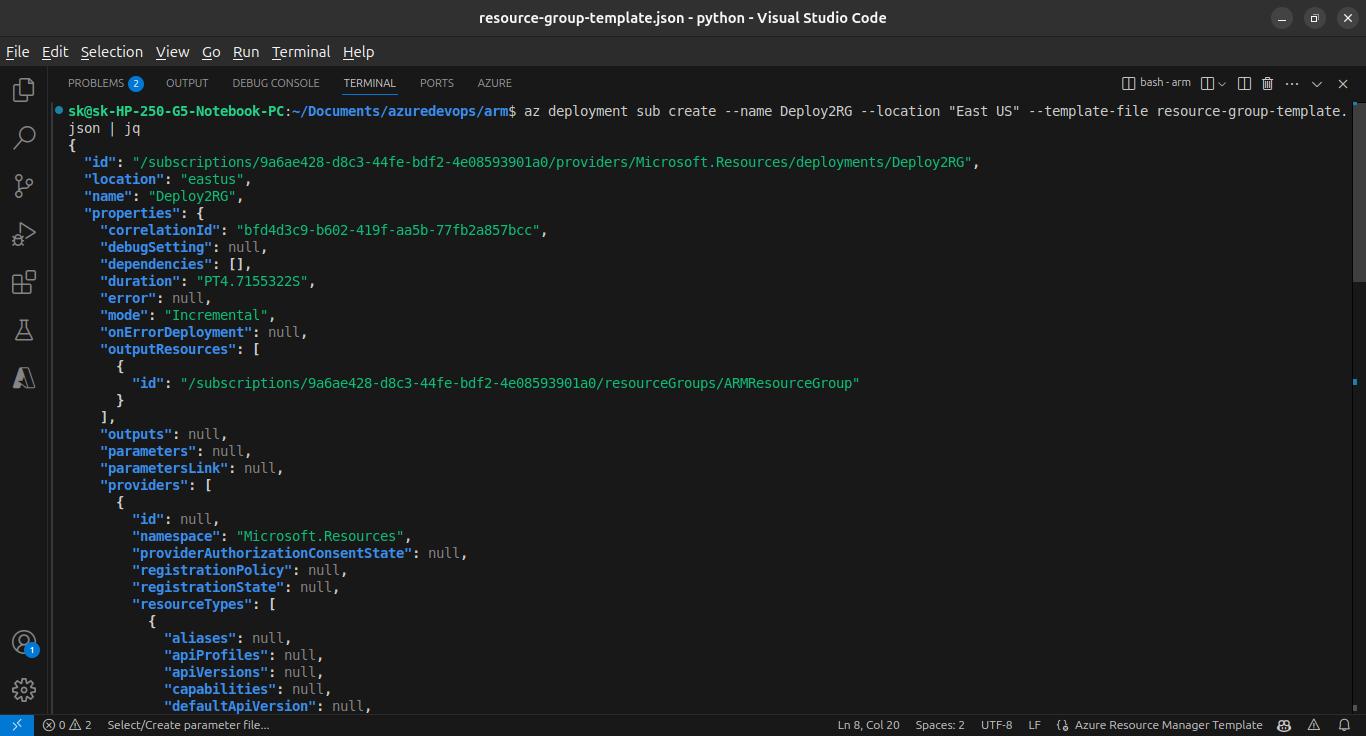 resource-group-template.json - python - Visual Studio Code
File Edit Selection View Go Run Terminal Help
PROBLEMS 2 OUTPUT DEBUG CONSOLE TERMINAL PORTS AZURE bash - arm
sk@sk-HP-250-G5-Notebook-PC:~/Documents/azuredevops/arm$ az deployment sub create --name Deploy2RG --location "East US" --template-file resource-group-template.
json | jq
{
  "id": "/subscriptions/9a6ae428-d8c3-44fe-bdf2-4e08593901a0/providers/Microsoft.Resources/deployments/Deploy2RG",
  "location": "eastus",
  "name": "Deploy2RG",
  "properties": {
    "correlationId": "bfd4d3c9-b602-419f-aa5b-77fb2a857bcc",
    "debugSetting": null,
    "dependencies": [],
    "duration": "PT4.7155322S",
    "error": null,
    "mode": "Incremental",
    "onErrorDeployment": null,
    "outputResources": [
      {
        "id": "/subscriptions/9a6ae428-d8c3-44fe-bdf2-4e08593901a0/resourceGroups/ARMResourceGroup"
      }
    ],
    "outputs": null,
    "parameters": null,
    "parametersLink": null,
    "providers": [
      {
        "id": null,
        "namespace": "Microsoft.Resources",
        "providerAuthorizationConsentState": null,
        "registrationPolicy": null,
        "registrationState": null,
        "resourceTypes": [
          {
            "aliases": null,
            "apiProfiles": null,
            "apiVersions": null,
            "capabilities": null,
            "defaultApiVersion": null,
1
0 2 Select/Create parameter file... Ln 8, Col 20 Spaces: 2 UTF-8 LF {} Azure Resource Manager Template